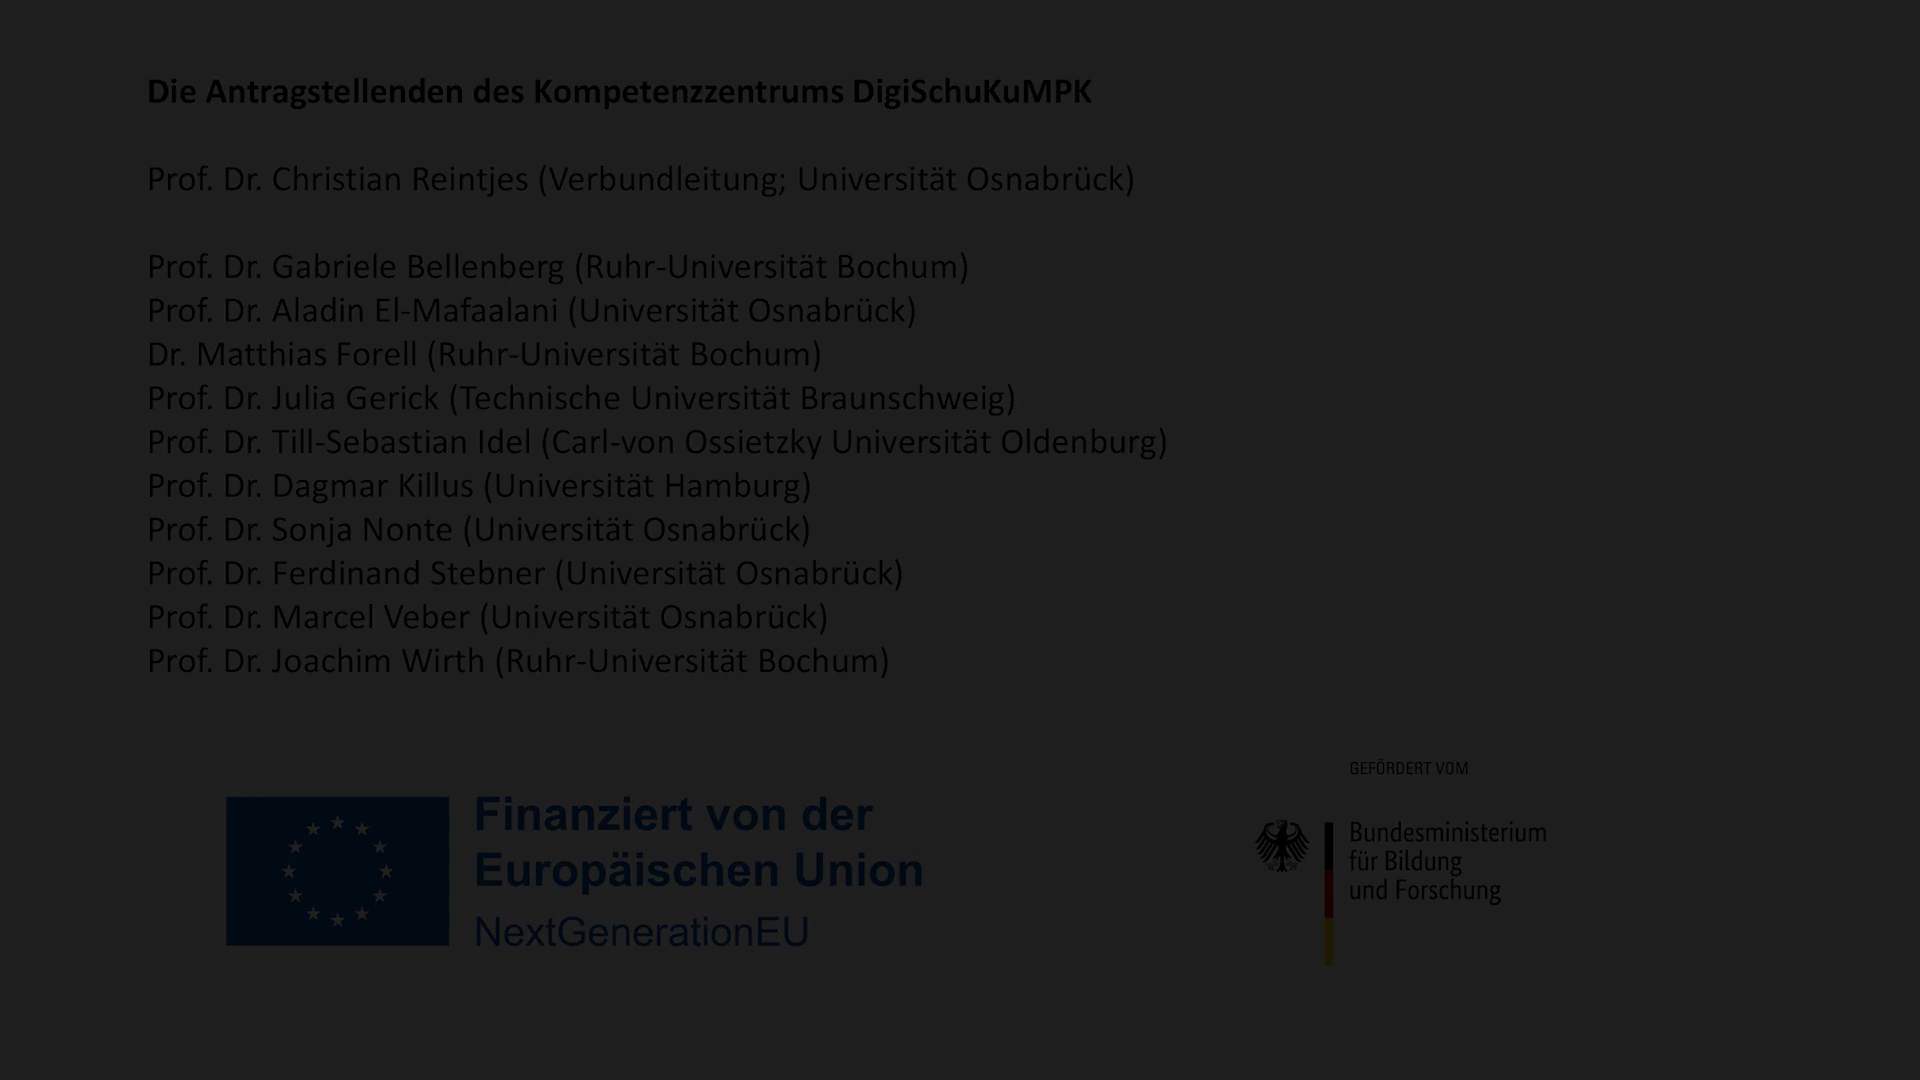 Die Antragstellenden des Kompetenzzentrums DigiSchuKuMPK
Prof. Dr. Christian Reintjes (Verbundleitung; Universität Osnabrück)
Prof. Dr. Gabriele Bellenberg (Ruhr-Universität Bochum)
Prof. Dr. Aladin El-Mafaalani (Universität Osnabrück)
Dr. Matthias Forell (Ruhr-Universität Bochum)
Prof. Dr. Julia Gerick (Technische Universität Braunschweig)
Prof. Dr. Till-Sebastian Idel (Carl-von Ossietzky Universität Oldenburg)
Prof. Dr. Dagmar Killus (Universität Hamburg)
Prof. Dr. Sonja Nonte (Universität Osnabrück)
Prof. Dr. Ferdinand Stebner (Universität Osnabrück)
Prof. Dr. Marcel Veber (Universität Osnabrück)
Prof. Dr. Joachim Wirth (Ruhr-Universität Bochum)
Finanziert von der
Europäischen Union
NextGenerationEU
GEFÖRDERT VOM
Bundesministerium
für Bildung
und Forschung